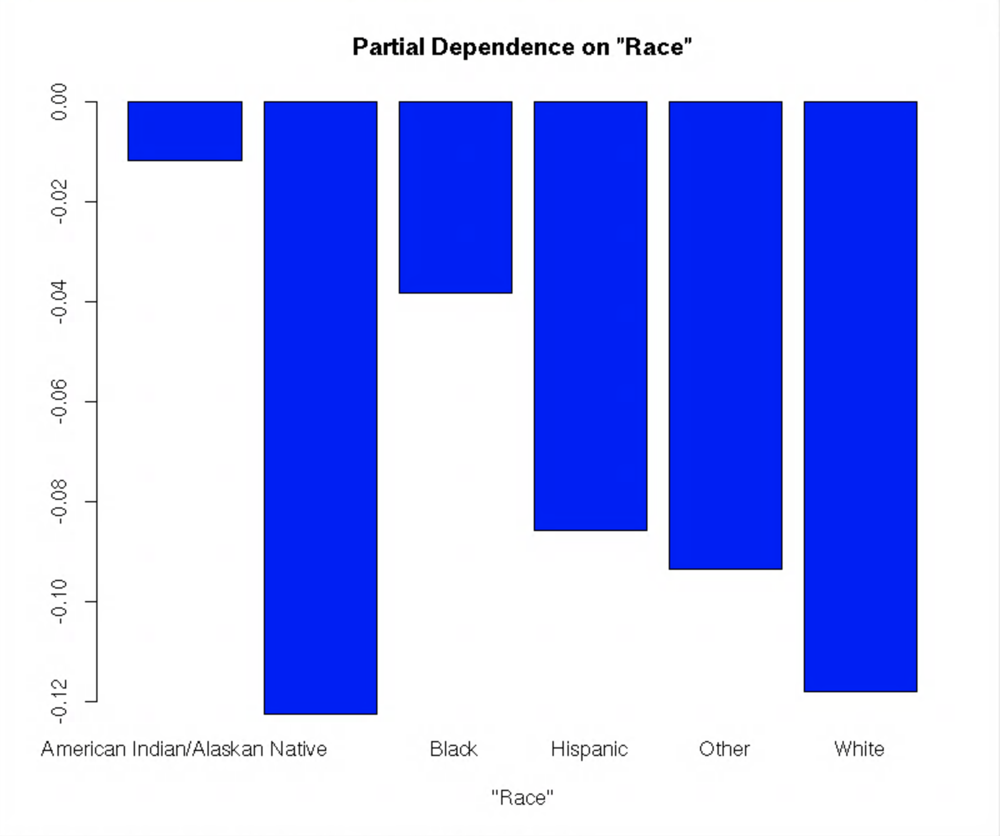 Partial Dependence on "Race"
0.00
-0.02
-0.04
-0.06
-0.08
-0.10
-0.12
American Indian/Alaskan Native Black Hispanic Other White
"Race"